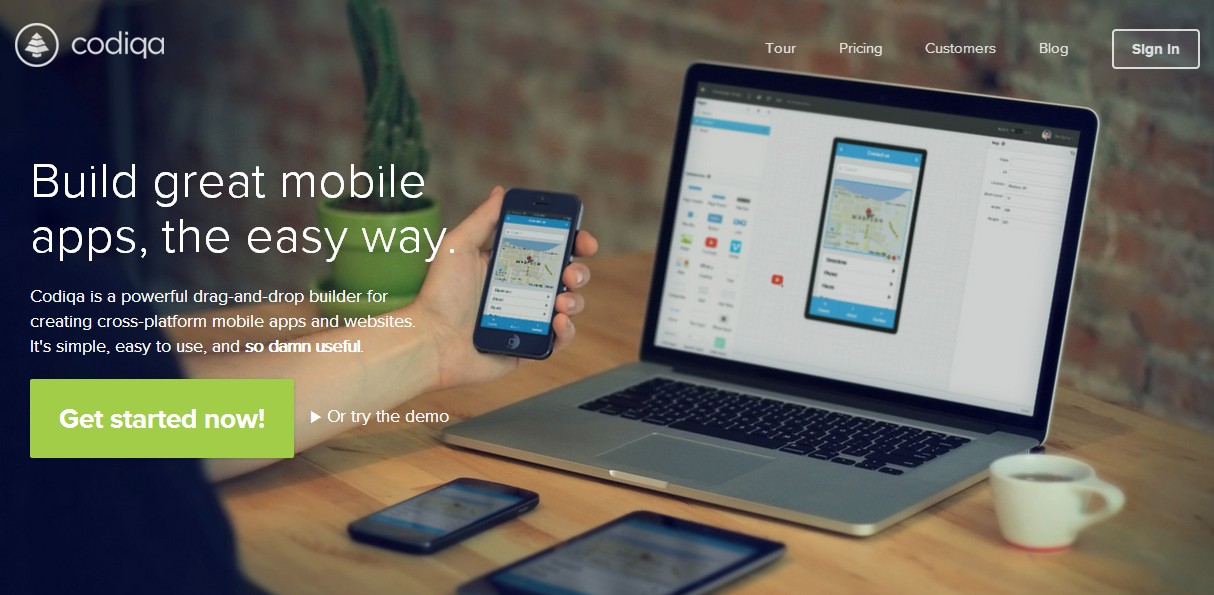 codiqa
Tour Pricing Customers Blog Sign In
Build great mobile
apps, the easy way.
Codiqa is a powerful drag-and-drop builder for
creating cross-platform mobile apps and websites.
It's simple, easy to use, and so damn useful.
Get started now!
Or try the demo